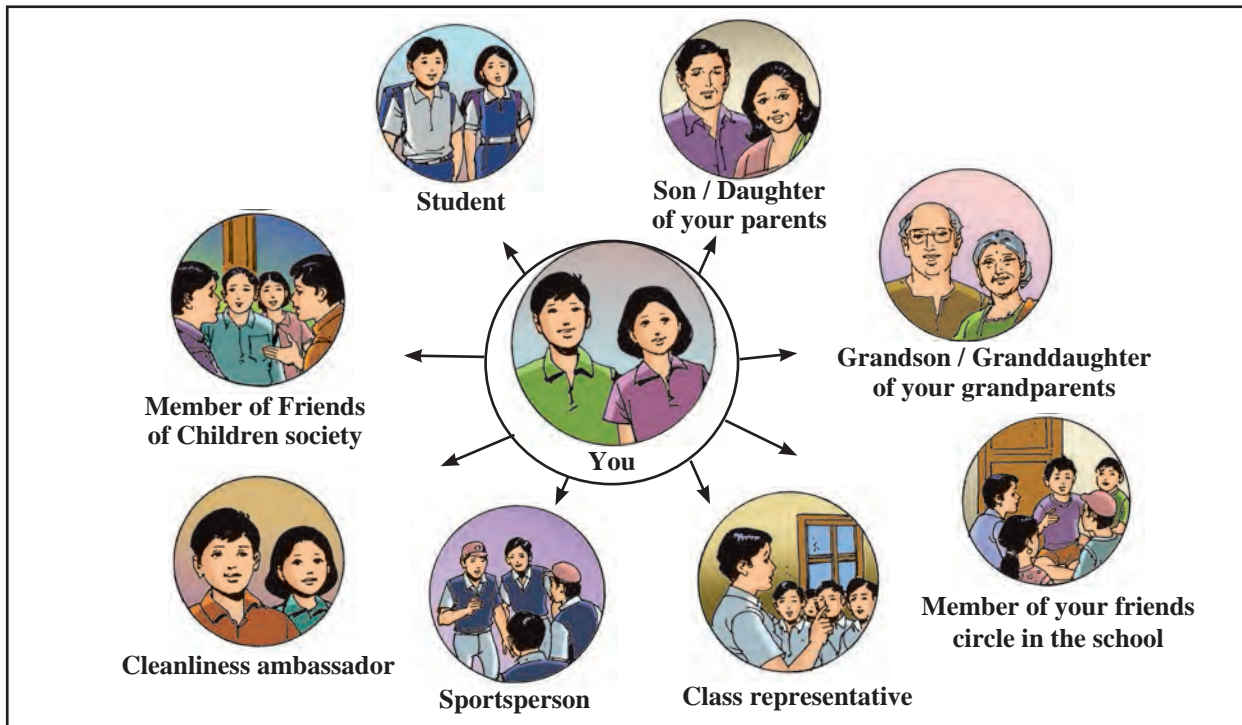 Student
Son / Daughter
of your parents
Grandson / Granddaughter
of your grandparents
Member of Friends
of Children society
You
Member of your friends
circle in the school
Cleanliness ambassador
Sportsperson
Class representative